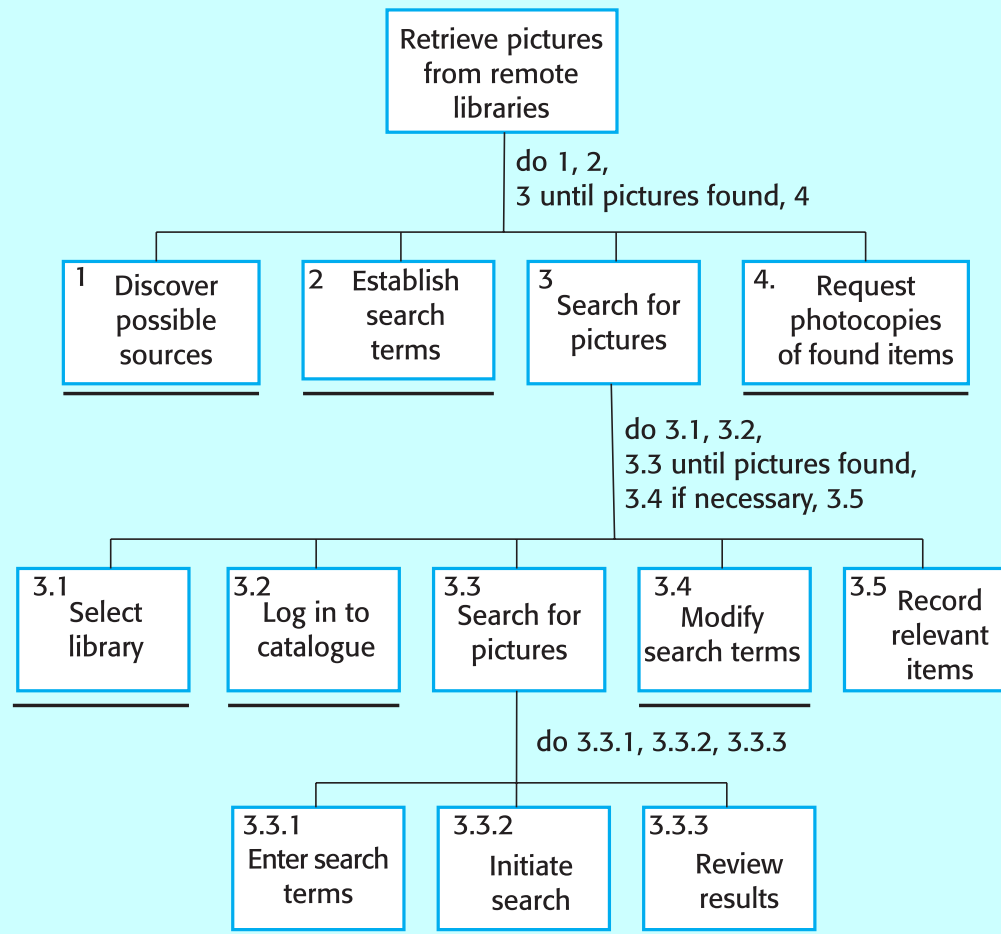 Retrieve pictures
from remote
libraries
do 1, 2,
3 until pictures found, 4
1
Discover
possible
sources
2
Establish
search
terms
3
Search for
pictures
4.
Request
photocopies
of found items
do 3.1, 3.2,
3.3 until pictures found,
3.4 if necessary, 3.5
3.1
Select
library
3.2
Log in to
catalogue
3.3
Search for
pictures
3.4
Modify
search terms
3.5
Record
relevant
items
do 3.3.1, 3.3.2, 3.3.3
3.3.1
Enter search
terms
3.3.2
Initiate
search
3.3.3
Review
results